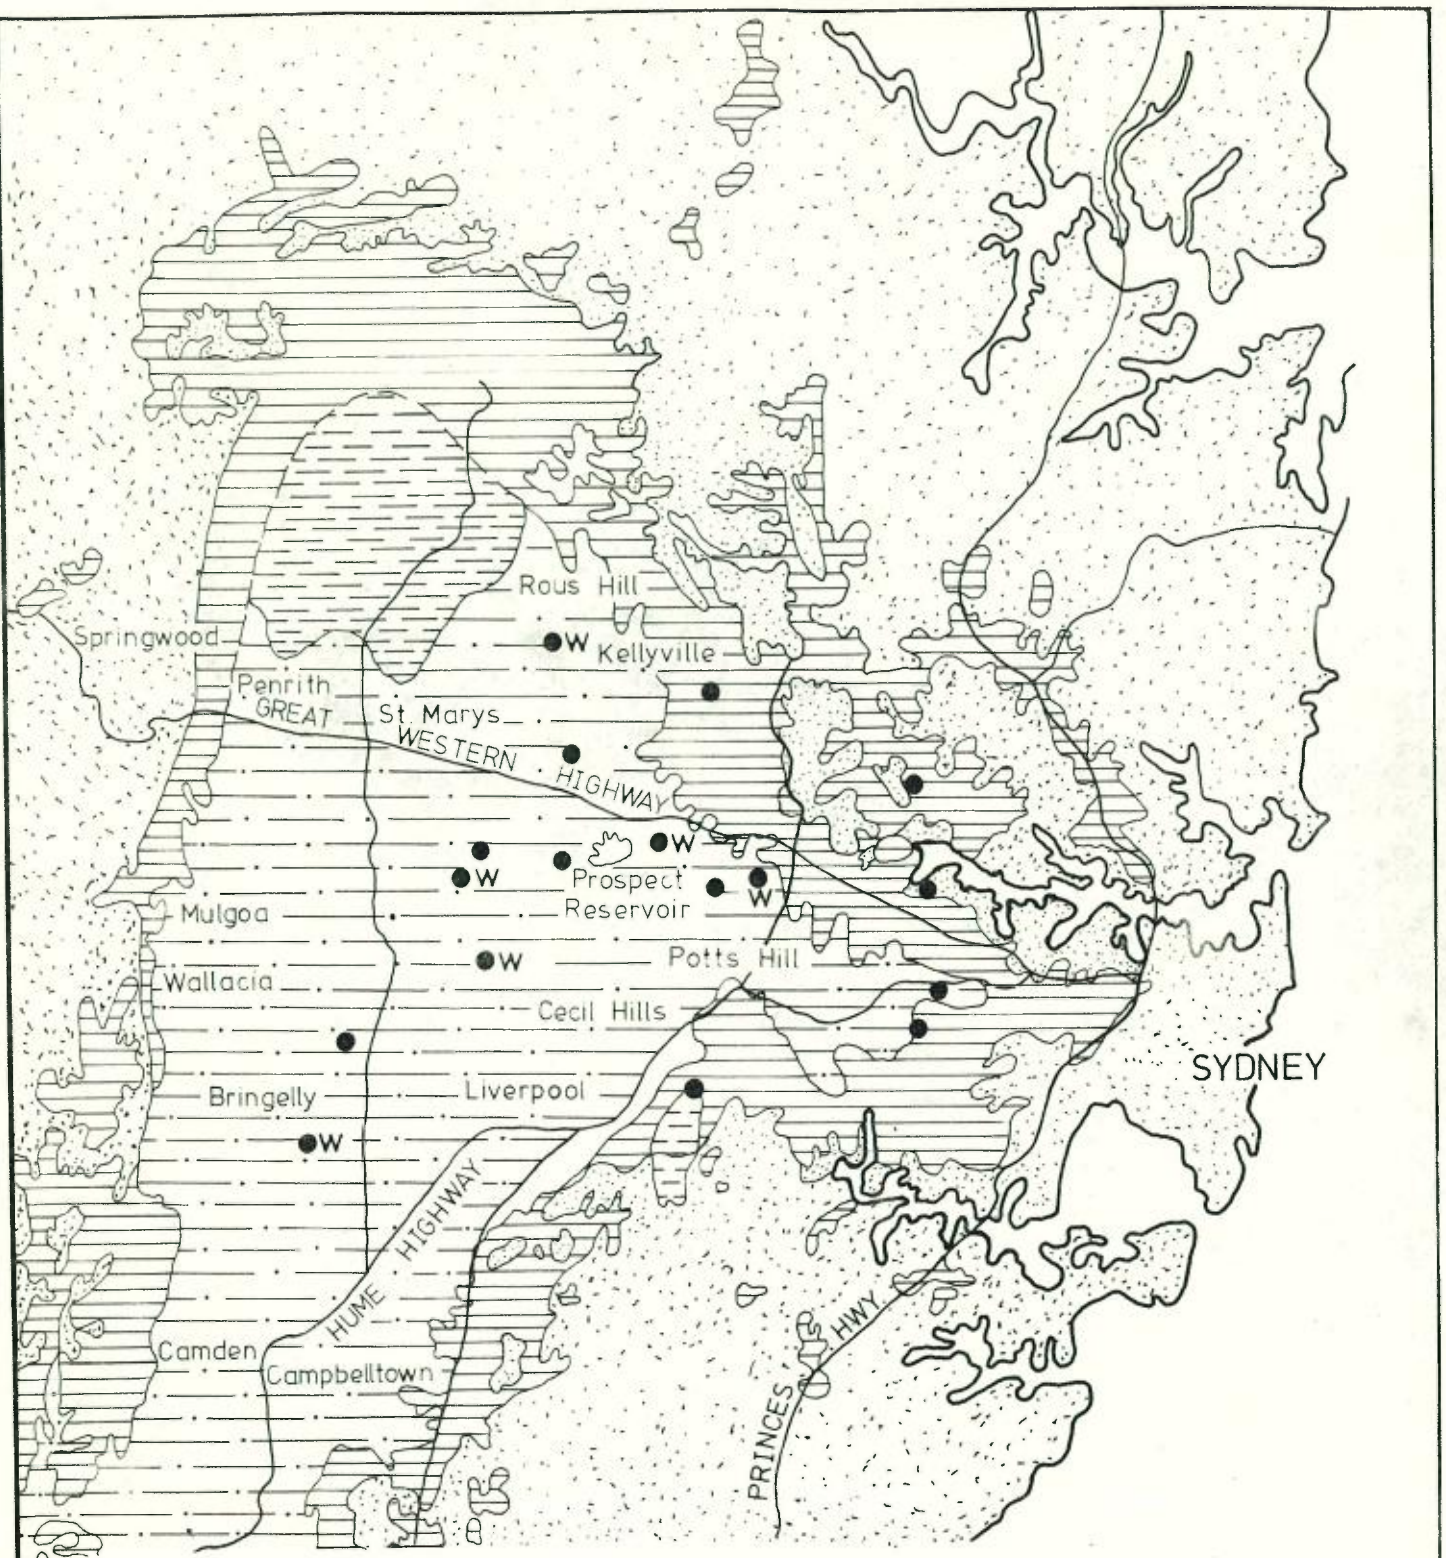 Rous Hill
Springwood
W
Kellyville
Penrith
GREAT
St. Marys
WESTERN
HIGHWAY
W
W
Prospect
Reservoir
W
Mulgoa
Potts Hill
W
Wallacia
Cecil Hills
SYDNEY
Bringelly
Liverpool
W
HUME HIGHWAY
Camden
Campbelltown
PRINCES HWY